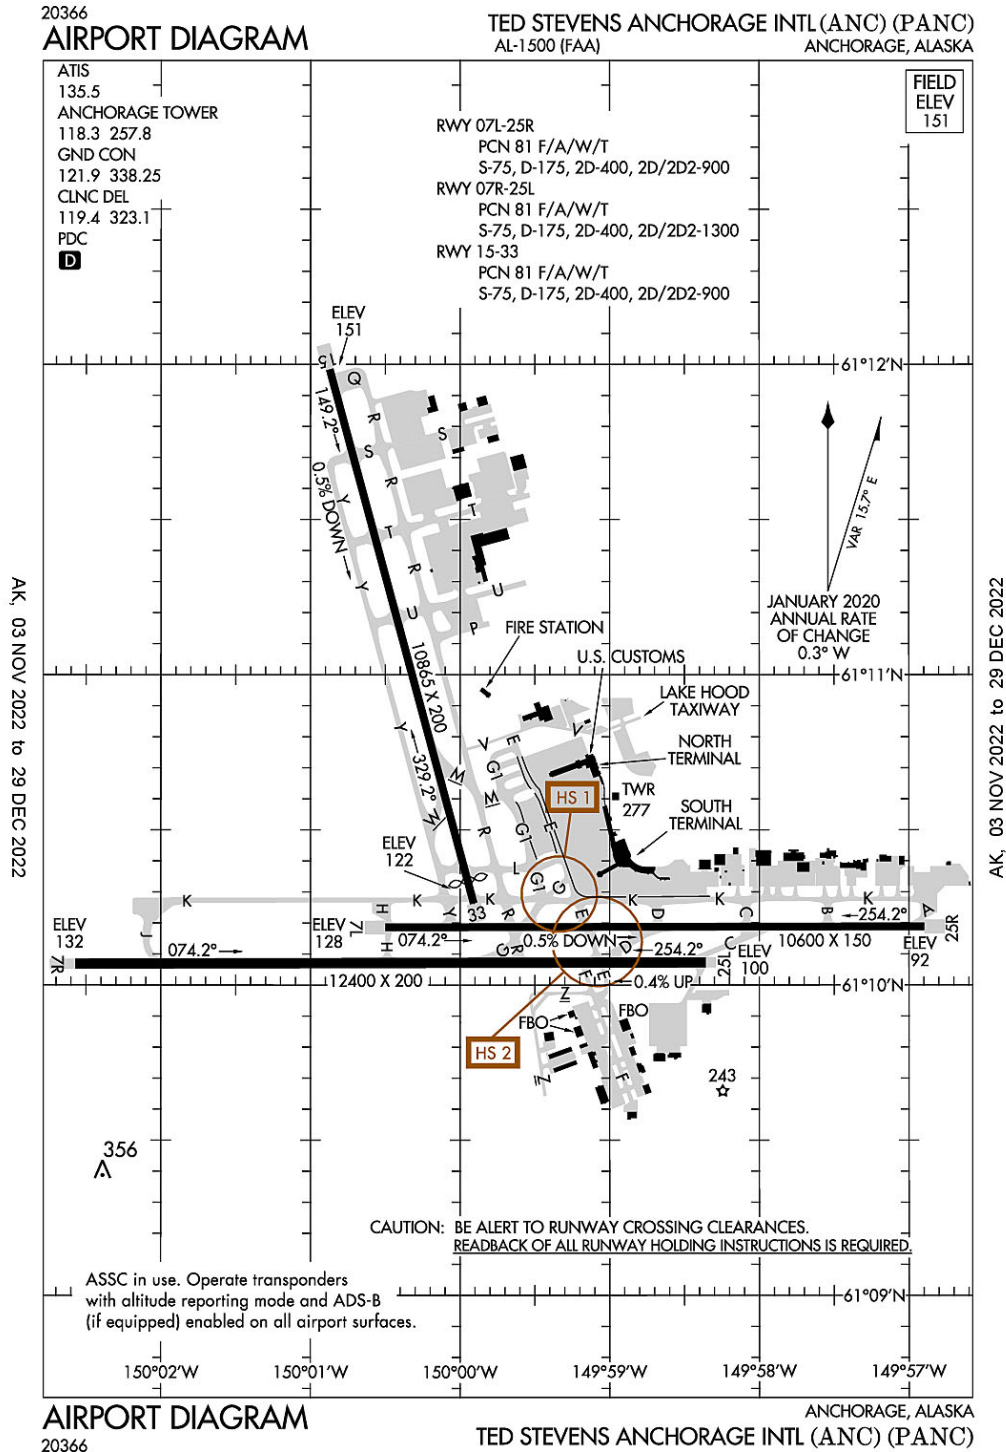 20366
AIRPORT DIAGRAM
TED STEVENS ANCHORAGE INTL (ANC) (PANC)
AL-1500 (FAA)
ANCHORAGE, ALASKA
ATIS
135.5
ANCHORAGE TOWER
118.3 257.8
GND CON
121.9 338.25
CLNC DEL
119.4 323.1
PDC
D
FIELD
ELEV
151
RWY 07L-25R
PCN 81 F/A/W/T
S-75, D-175, 2D-400, 2D/2D2-900
RWY 07R-25L
PCN 81 F/A/W/T
S-75, D-175, 2D-400, 2D/2D2-1300
RWY 15-33
PCN 81 F/A/W/T
S-75, D-175, 2D-400, 2D/2D2-900
ELEV
151
15
61°12'N
Q
R
S
S
149.2°
0.5% DOWN
Y
R
T
T
R
Y
U
U
P
VAR 15.7° E
JANUARY 2020
ANNUAL RATE
OF CHANGE
0.3° W
FIRE STATION
U.S. CUSTOMS
61°11'N
10865 X 200
LAKE HOOD
TAXIWAY
NORTH
TERMINAL
Y
V
E
V
329.2°
M
G1
M
HS 1
TWR
277
SOUTH
TERMINAL
M
R
G1
E
ELEV
122
L
G1
G
J
K
H
K
Y
33
K
R
E
K
D
K
C
B
A
254.2°
ELEV
132
7R
ELEV
128
7L
074.2°
H
074.2°
G
R
0.5% DOWN
D
254.2°
C
25L
ELEV
100
10600 X 150
ELEV
92
25R
12400 X 200
Z
F
E
0.4% UP
61°10'N
FBO
FBO
HS 2
Z
F
243
356
CAUTION: BE ALERT TO RUNWAY CROSSING CLEARANCES.
READBACK OF ALL RUNWAY HOLDING INSTRUCTIONS IS REQUIRED.
ASSC in use. Operate transponders
with altitude reporting mode and ADS-B
(if equipped) enabled on all airport surfaces.
61°09'N
150°02'W
150°01'W
150°00'W
149°59'W
149°58'W
149°57'W
AIRPORT DIAGRAM
20366
ANCHORAGE, ALASKA
TED STEVENS ANCHORAGE INTL (ANC) (PANC)
AK, 03 NOV 2022 to 29 DEC 2022
AK, 03 NOV 2022 to 29 DEC 2022